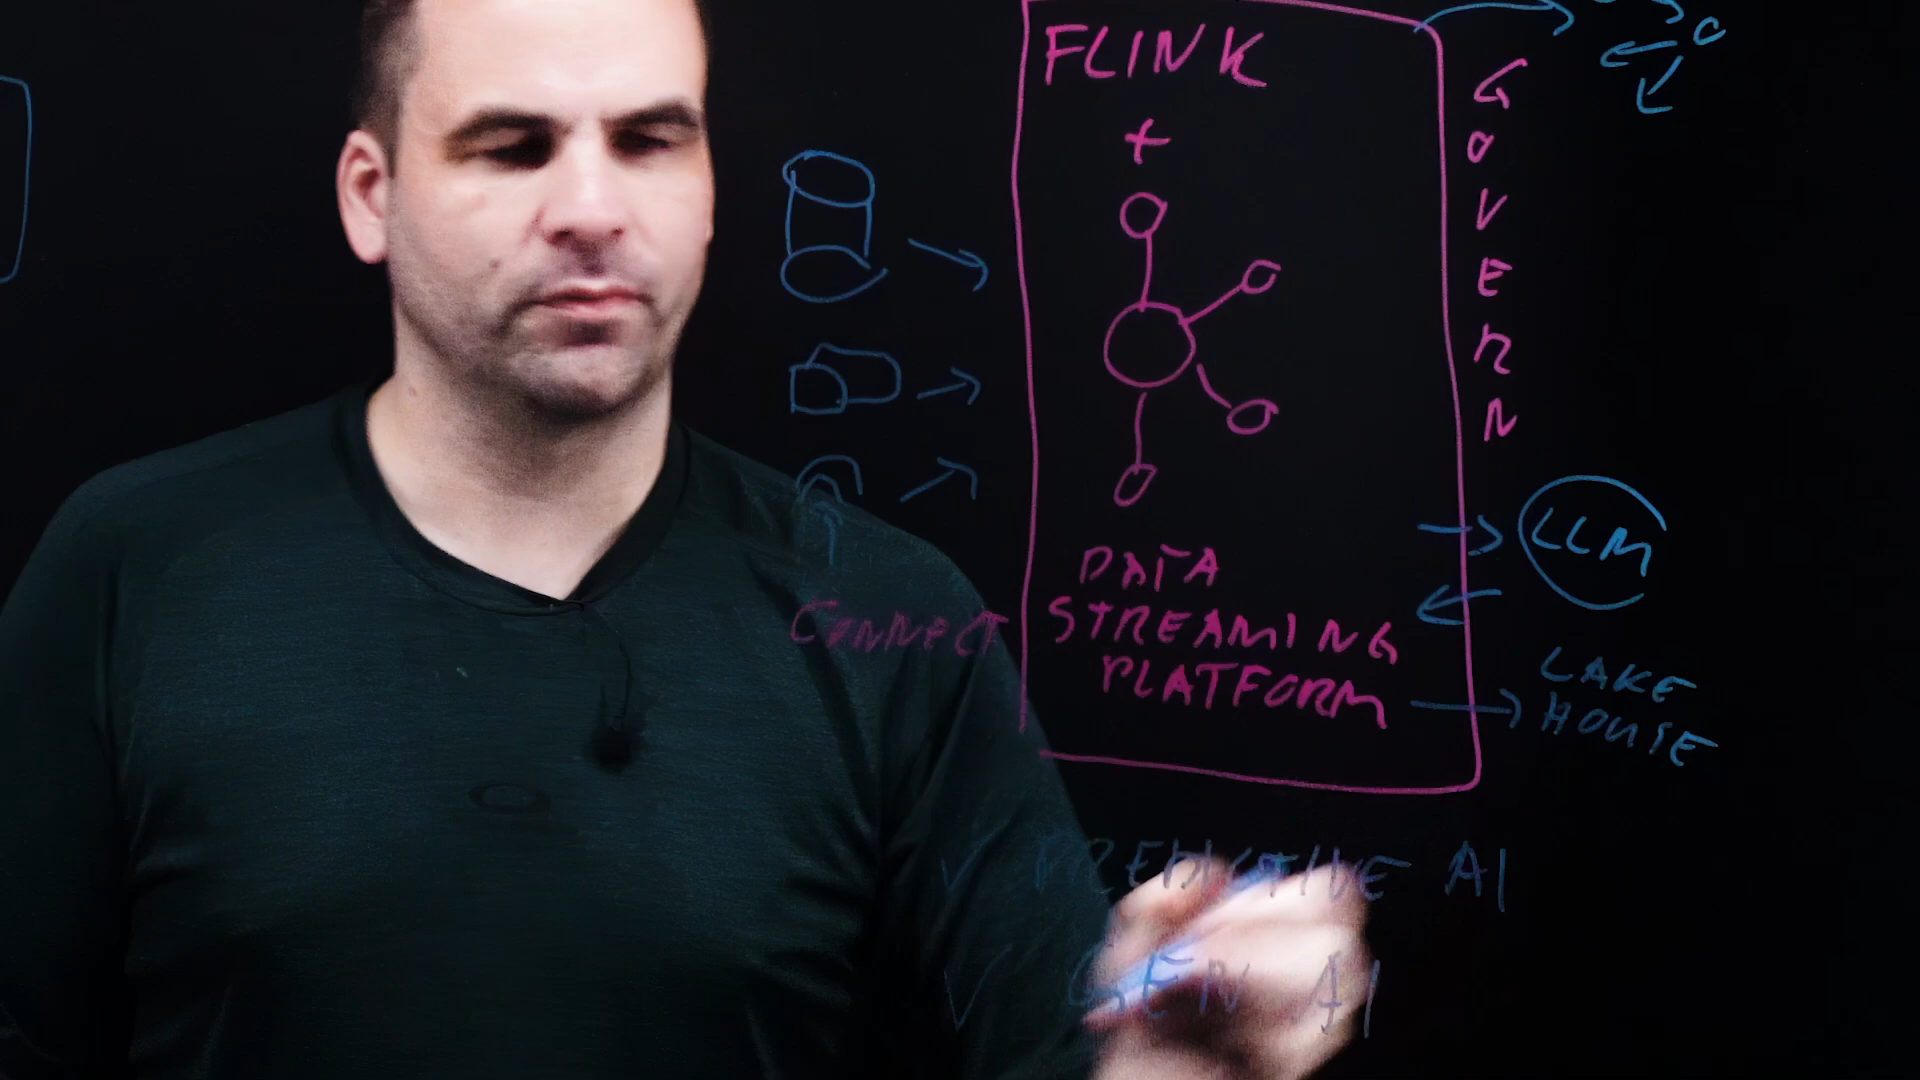 FLINK
+
GOVERN
LLM
DATA
STREAMING
PLATFORM
CONNECT
LAKE
HOUSE
PREDICTIVE AI
GEN AI